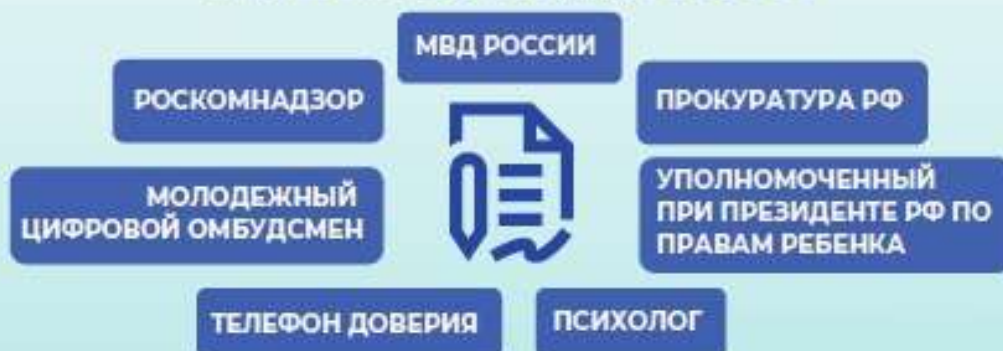 МВД РОССИИ
РОСКОМНАДЗОР
ПРОКУРАТУРА РФ
МОЛОДЕЖНЫЙ
ЦИФРОВОЙ ОМБУДСМЕН
УПОЛНОМОЧЕННЫЙ
ПРИ ПРЕЗИДЕНТЕ РФ ПО
ПРАВАМ РЕБЕНКА
ТЕЛЕФОН ДОВЕРИЯ
ПСИХОЛОГ